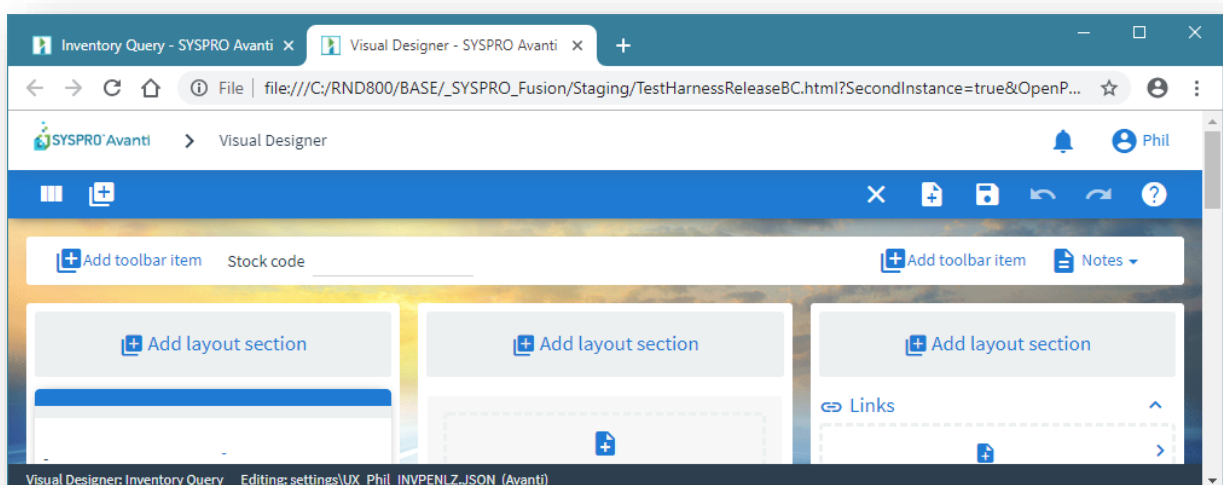 Inventory Query - SYSPRO Avanti
Visual Designer - SYSPRO Avanti
File | file:///C:/RND800/BASE/_SYSPRO_Fusion/Staging/TestHarnessReleaseBC.html?SecondInstance=true&OpenP...
SYSPRO Avanti > Visual Designer
Phil
Add toolbar item Stock code
Add toolbar item Notes
Add layout section
Add layout section
Add layout section
Links
Visual Designer: Inventory Query Editing: settings\UX_Phil_INVPENLZ.JSON (Avanti)